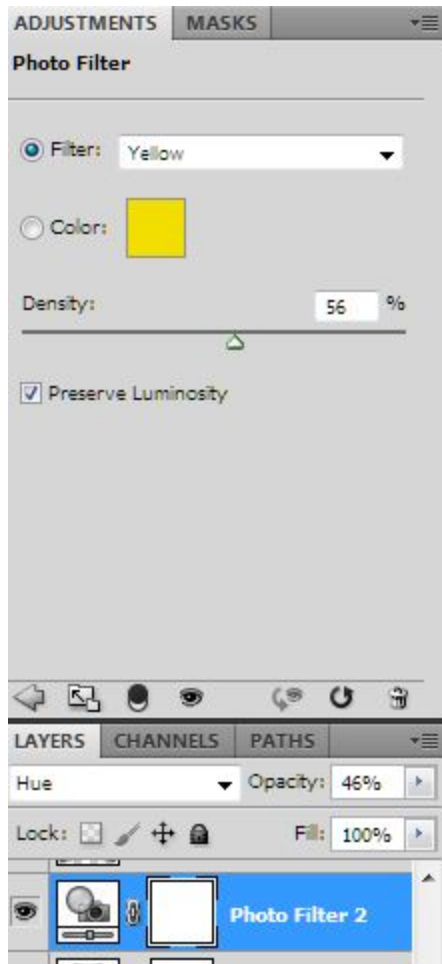 ADJUSTMENTS MASKS
Photo Filter
Filter: Yellow
Color:
Density: 56 %
Preserve Luminosity
LAYERS CHANNELS PATHS
Hue Opacity: 46%
Lock: Fill: 100%
Photo Filter 2